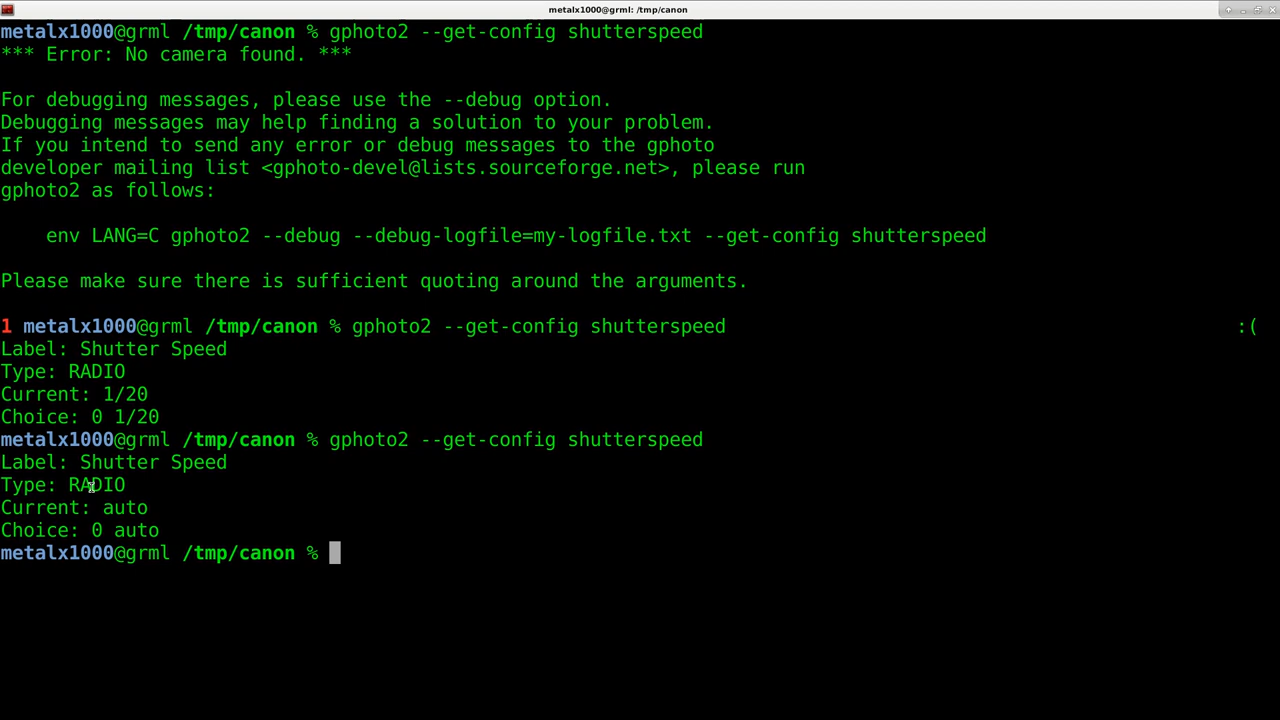 metalx1000@grml: /tmp/canon
metalx1000@grml /tmp/canon % gphoto2 --get-config shutterspeed
*** Error: No camera found. ***
For debugging messages, please use the --debug option.
Debugging messages may help finding a solution to your problem.
If you intend to send any error or debug messages to the gphoto
developer mailing list <gphoto-devel@lists.sourceforge.net>, please run
gphoto2 as follows:
env LANG=C gphoto2 --debug --debug-logfile=my-logfile.txt --get-config shutterspeed
Please make sure there is sufficient quoting around the arguments.
1 metalx1000@grml /tmp/canon % gphoto2 --get-config shutterspeed :(
Label: Shutter Speed
Type: RADIO
Current: 1/20
Choice: 0 1/20
metalx1000@grml /tmp/canon % gphoto2 --get-config shutterspeed
Label: Shutter Speed
Type: RADIO
Current: auto
Choice: 0 auto
metalx1000@grml /tmp/canon %